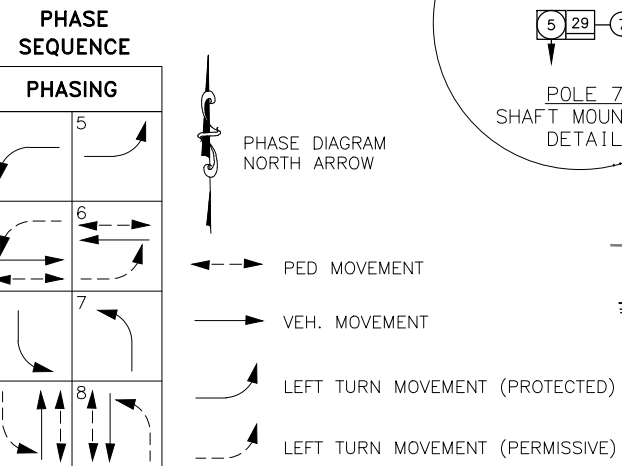 PHASE
SEQUENCE
PHASING
5
6
7
8
PHASE DIAGRAM
NORTH ARROW
PED MOVEMENT
VEH. MOVEMENT
LEFT TURN MOVEMENT (PROTECTED)
LEFT TURN MOVEMENT (PERMISSIVE)
5 29
POLE 7
SHAFT MOUN
DETAIL